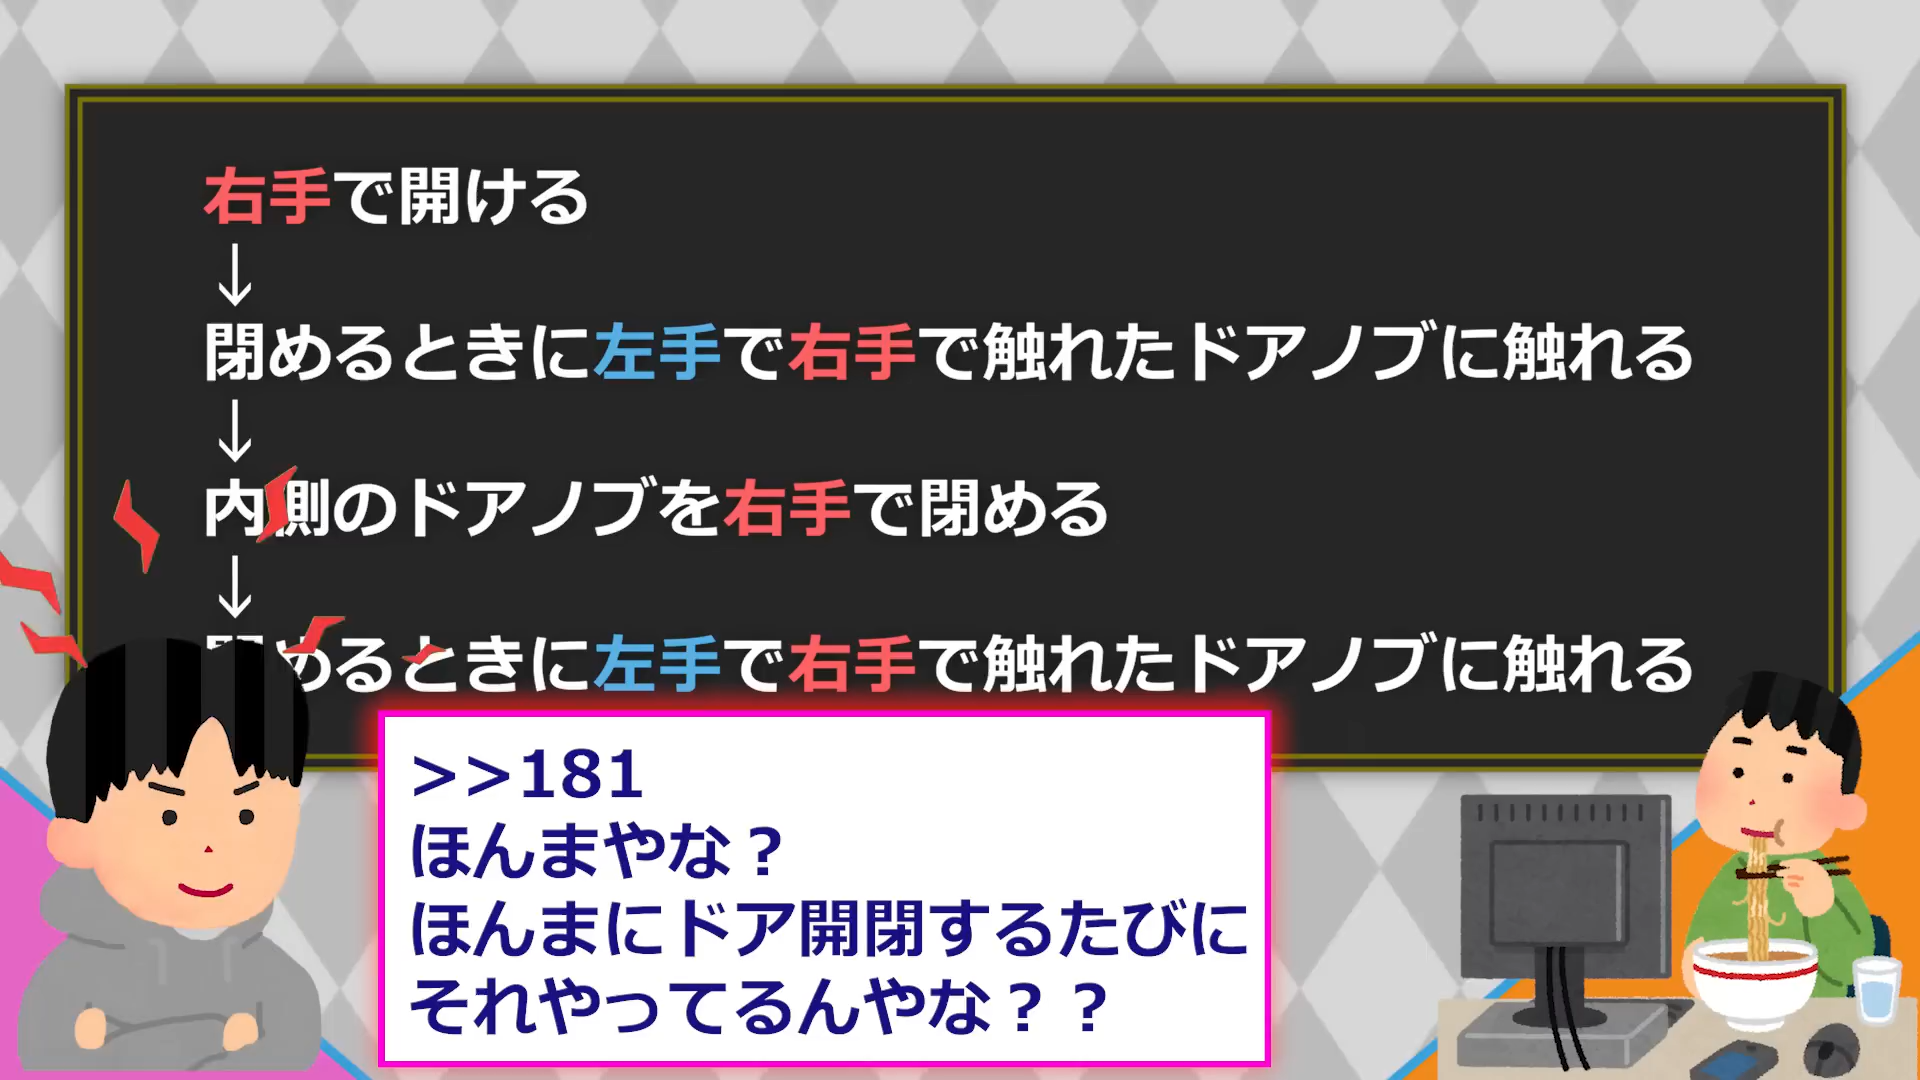 右手で開ける
↓
閉めるときに左手で右手で触れたドアノブに触れる
↓
内側のドアノブを右手で閉める
↓
めるときに左手で右手で触れたドアノブに触れる
>>181
ほんまやな？
ほんまにドア開閉するたびに
それやってるんやな？？